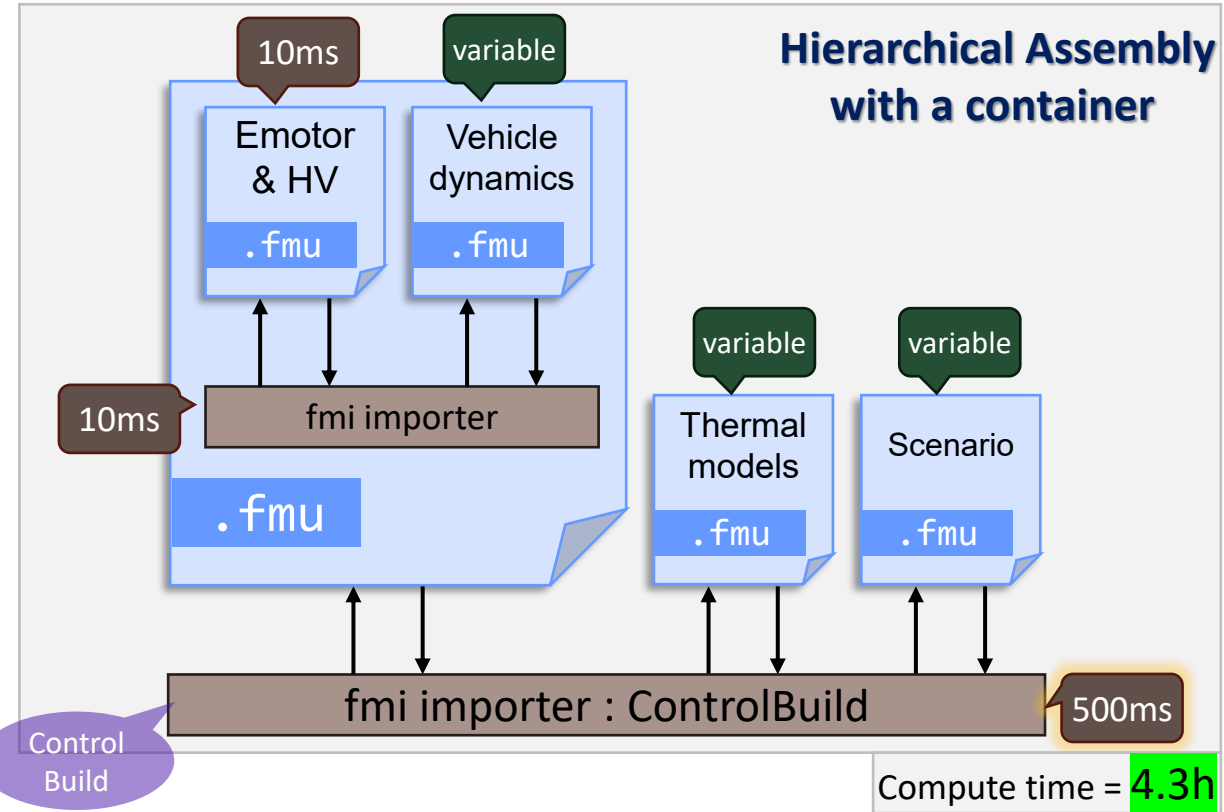 Hierarchical Assembly
with a container
10ms
variable
Emotor
& HV
.fmu
Vehicle
dynamics
.fmu
10ms
fmi importer
.fmu
variable
variable
Thermal
models
.fmu
Scenario
.fmu
fmi importer : ControlBuild
500ms
Control
Build
Compute time = 4.3h